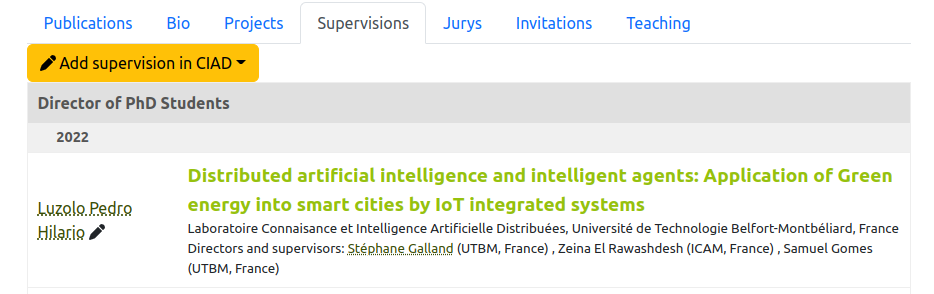 Publications Bio Projects Supervisions Jurys Invitations Teaching
Add supervision in CIAD
Director of PhD Students
2022
Luzolo Pedro
Hilario
Distributed artificial intelligence and intelligent agents: Application of Green
energy into smart cities by IoT integrated systems
Laboratoire Connaisance et Intelligence Artificielle Distribuées, Université de Technologie Belfort-Montbéliard, France
Directors and supervisors: Stéphane Galland (UTBM, France) , Zeina El Rawashdesh (ICAM, France) , Samuel Gomes
(UTBM, France)